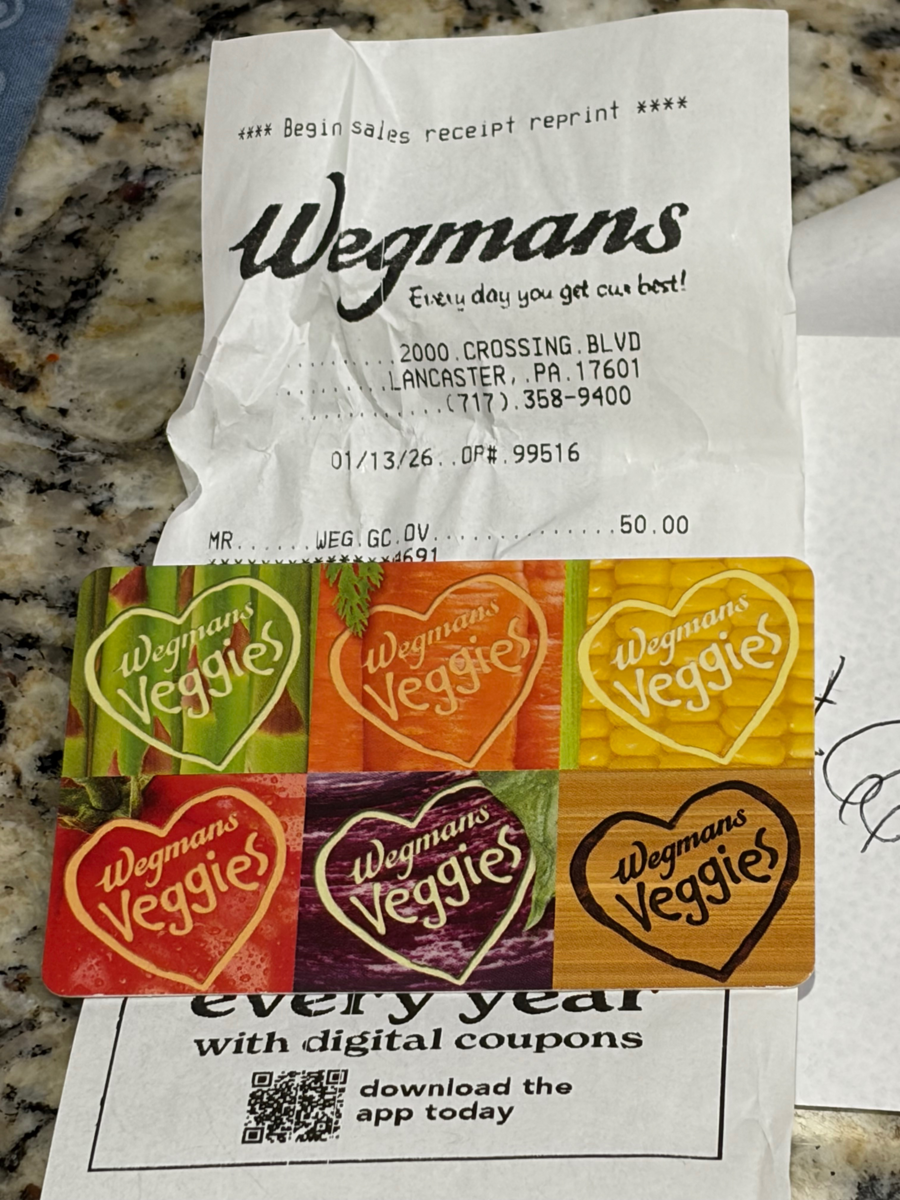 **** Begin sales receipt reprint ****
Wegmans
Every day you get our best!
.........2000.CROSSING.BLVD
........LANCASTER,.PA.17601
............(717).358-9400
01/13/26..OP#.99516
MR......WEG.GC.OV..............50.00
4691
Wegmans Veggies
Wegmans Veggies
Wegmans Veggies
Wegmans Veggies
Wegmans Veggies
Wegmans Veggies
every year
with digital coupons
download the
app today